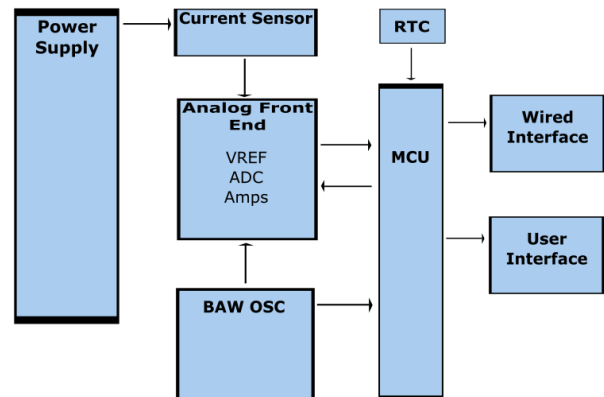 Power
Supply
Current Sensor
RTC
Analog Front
End
VREF
ADC
Amps
MCU
Wired
Interface
User
Interface
BAW OSC